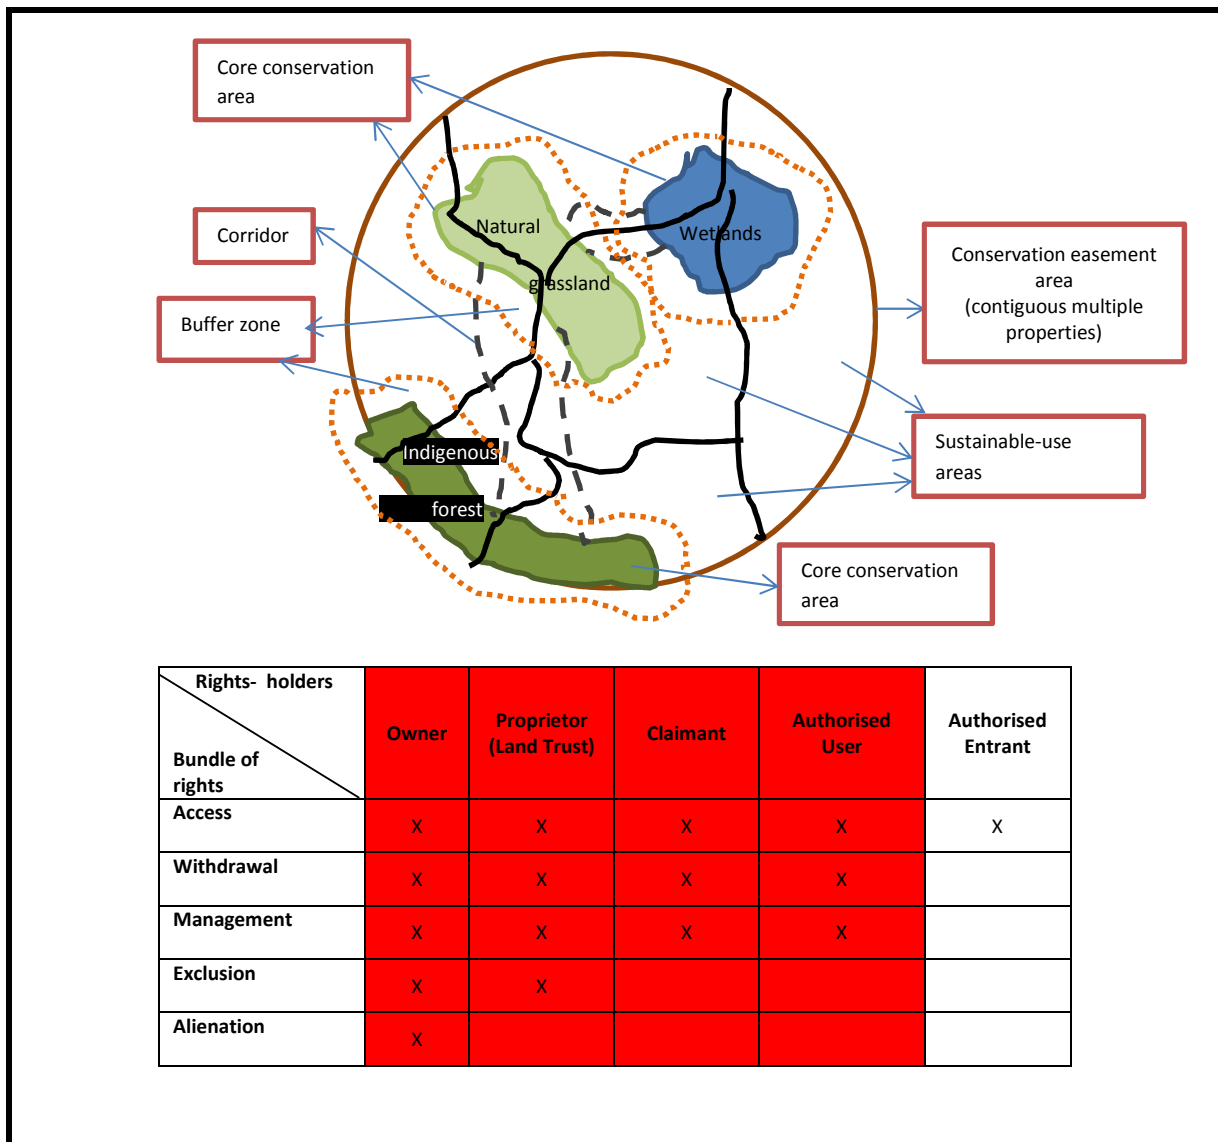 Core conservation
area
Natural
Wetlands
grassland
Corridor
Buffer zone
Conservation easement
area
(contiguous multiple
properties)
Indigenous
forest
Sustainable-use
areas
Core conservation
area
Rights- holders
Bundle of
rights
Owner
Proprietor
(Land Trust)
Claimant
Authorised
User
Authorised
Entrant
Access X X X X X
Withdrawal X X X X
Management X X X X
Exclusion X X
Alienation X